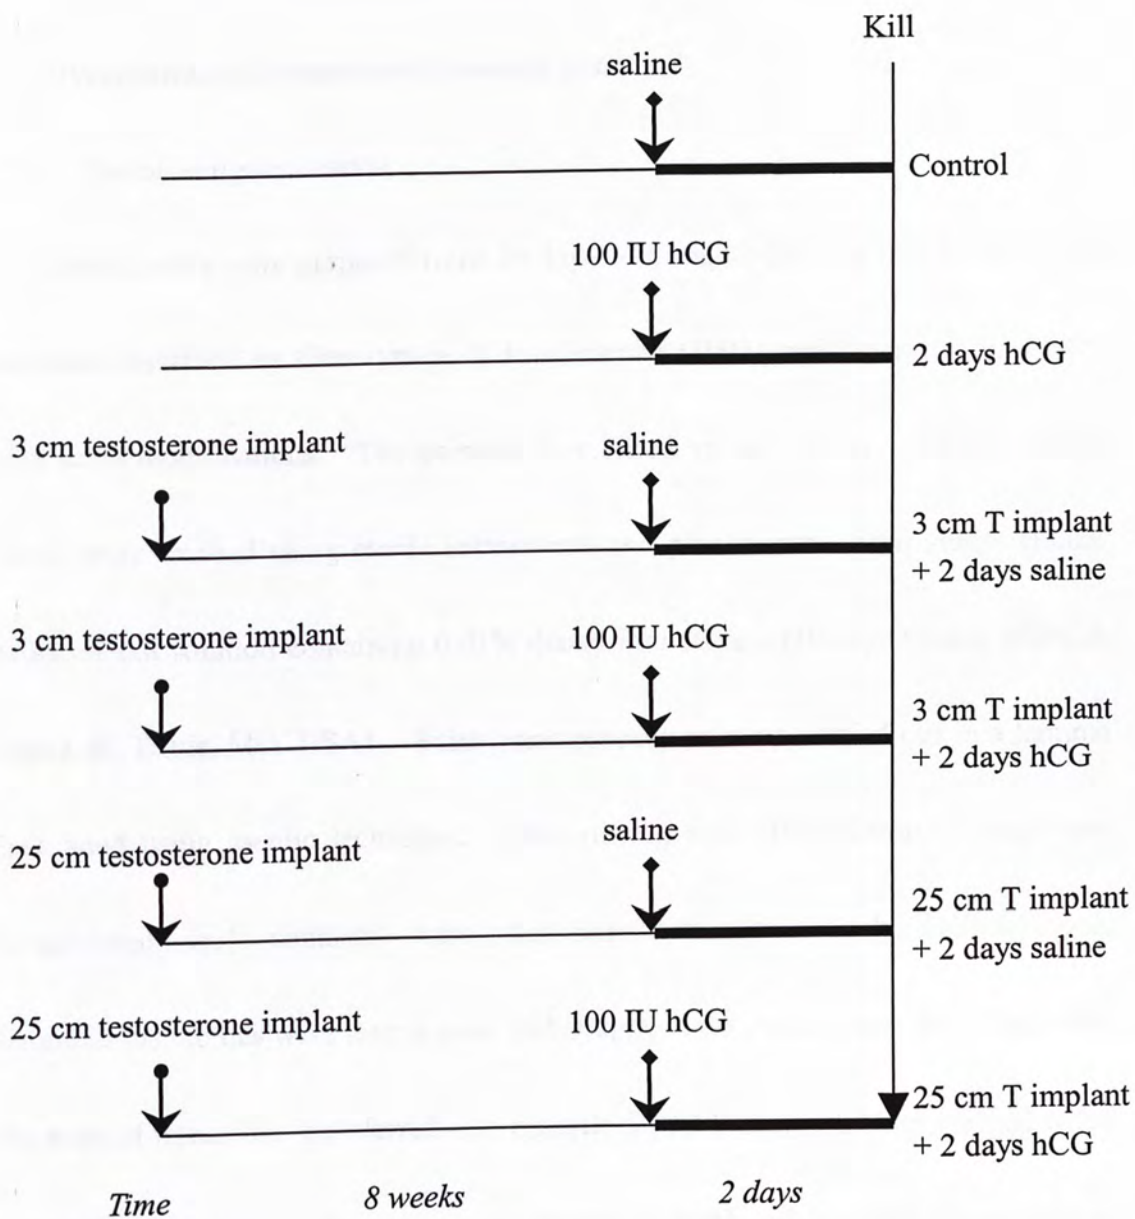 Kill
saline
Control
100 IU hCG
2 days hCG
3 cm testosterone implant
saline
3 cm T implant
+ 2 days saline
3 cm testosterone implant
100 IU hCG
3 cm T implant
+ 2 days hCG
25 cm testosterone implant
saline
25 cm T implant
+ 2 days saline
25 cm testosterone implant
100 IU hCG
25 cm T implant
+ 2 days hCG
Time
8 weeks
2 days